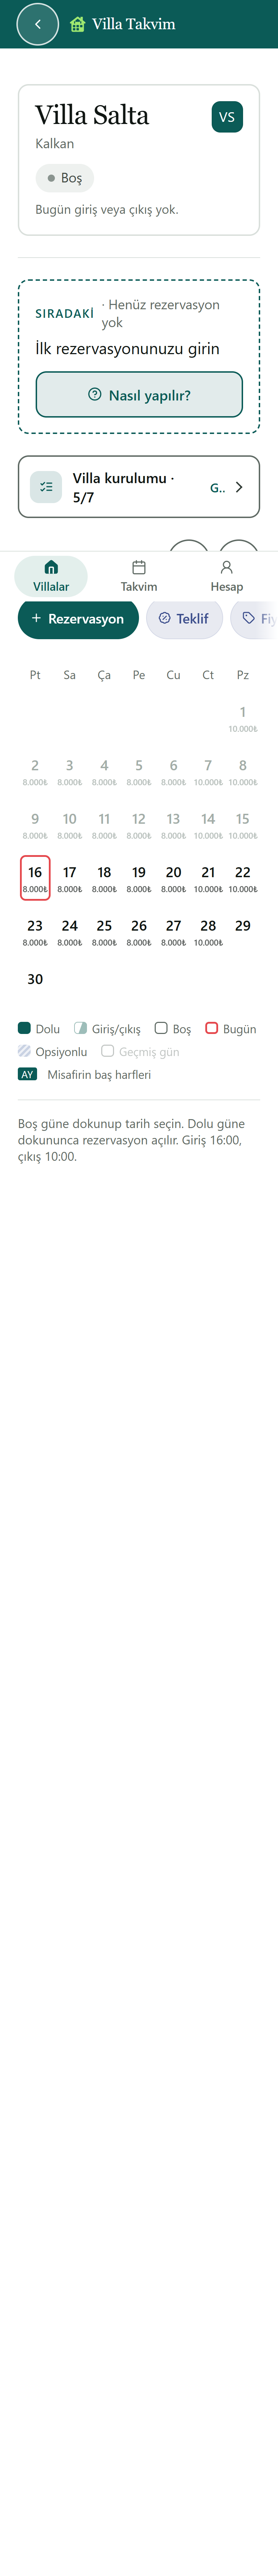 Villa Takvim
Villa Salta
VS
Kalkan
Boş
Bugün giriş veya çıkış yok.
SIRADAKİ · Henüz rezervasyon yok
İlk rezervasyonunuzu girin
Nasıl yapılır?
Villa kurulumu · 5/7
G..
Villalar Takvim Hesap
+ Rezervasyon Teklif
Pt Sa Ça Pe Cu Ct Pz
1
10.000₺
2 3 4 5 6 7 8
8.000₺ 8.000₺ 8.000₺ 8.000₺ 8.000₺ 10.000₺ 10.000₺
9 10 11 12 13 14 15
8.000₺ 8.000₺ 8.000₺ 8.000₺ 8.000₺ 10.000₺ 10.000₺
16 17 18 19 20 21 22
8.000₺ 8.000₺ 8.000₺ 8.000₺ 8.000₺ 10.000₺ 10.000₺
23 24 25 26 27 28 29
8.000₺ 8.000₺ 8.000₺ 8.000₺ 8.000₺ 10.000₺
30
Dolu Giriş/çıkış Boş Bugün
Opsiyonlu Geçmiş gün
AY Misafirin baş harfleri
Boş güne dokunup tarih seçin. Dolu güne
dokununca rezervasyon açılır. Giriş 16:00,
çıkış 10:00.